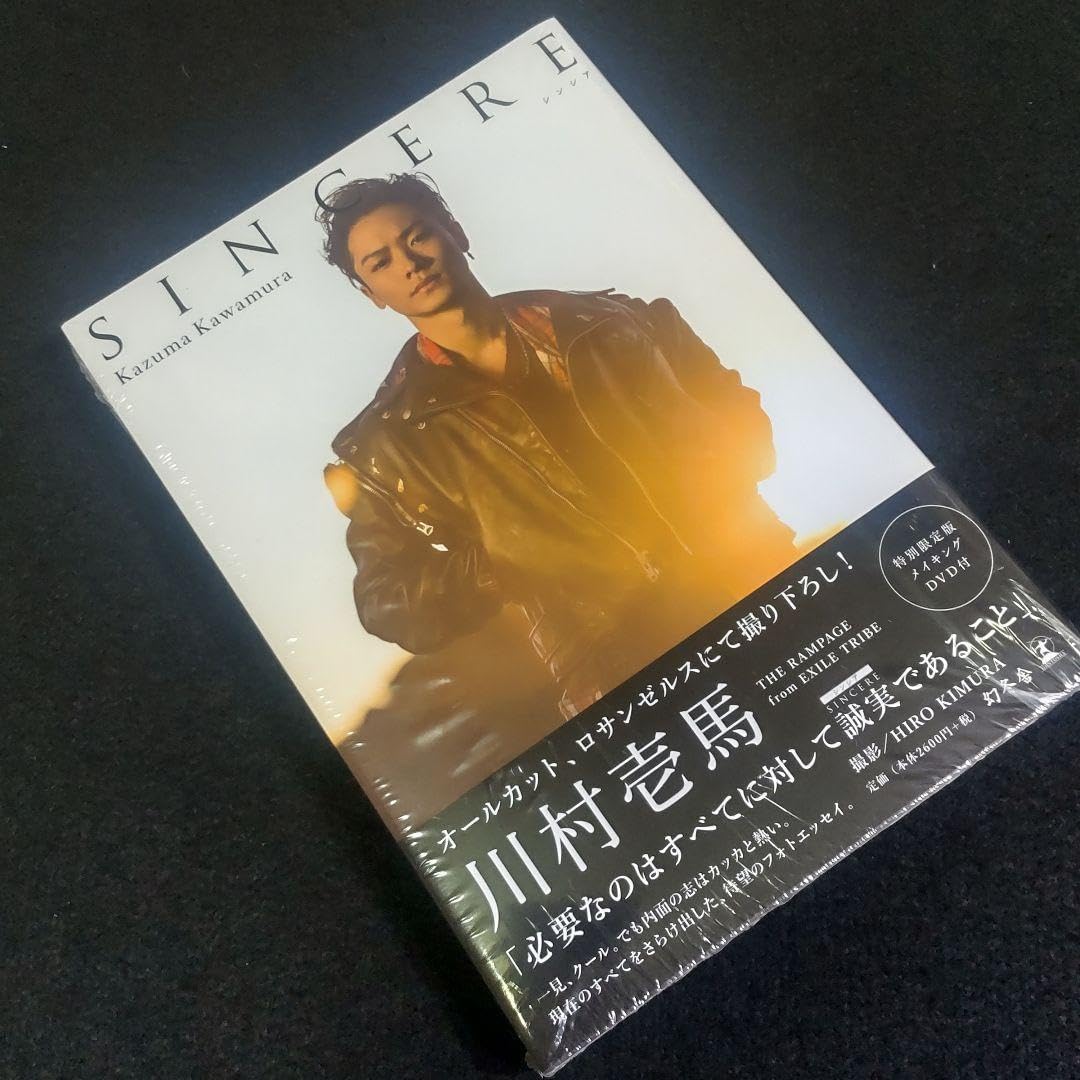 SINCERE
シンシア
Kazuma Kawamura
特別限定版
メイキング
DVD付
オールカット、ロサンゼルスにて撮り下ろし!
川村壱馬
THE RAMPAGE
from EXILE TRIBE
シンシア
SINCERE
「必要なのはすべてに対して誠実であること」
撮影/HIRO KIMURA
一見、クール。でも内面の志はカッカと熱い。
現在のすべてをさらけ出した、待望のフォトエッセイ。
定価(本体2600円+税) 幻冬舎